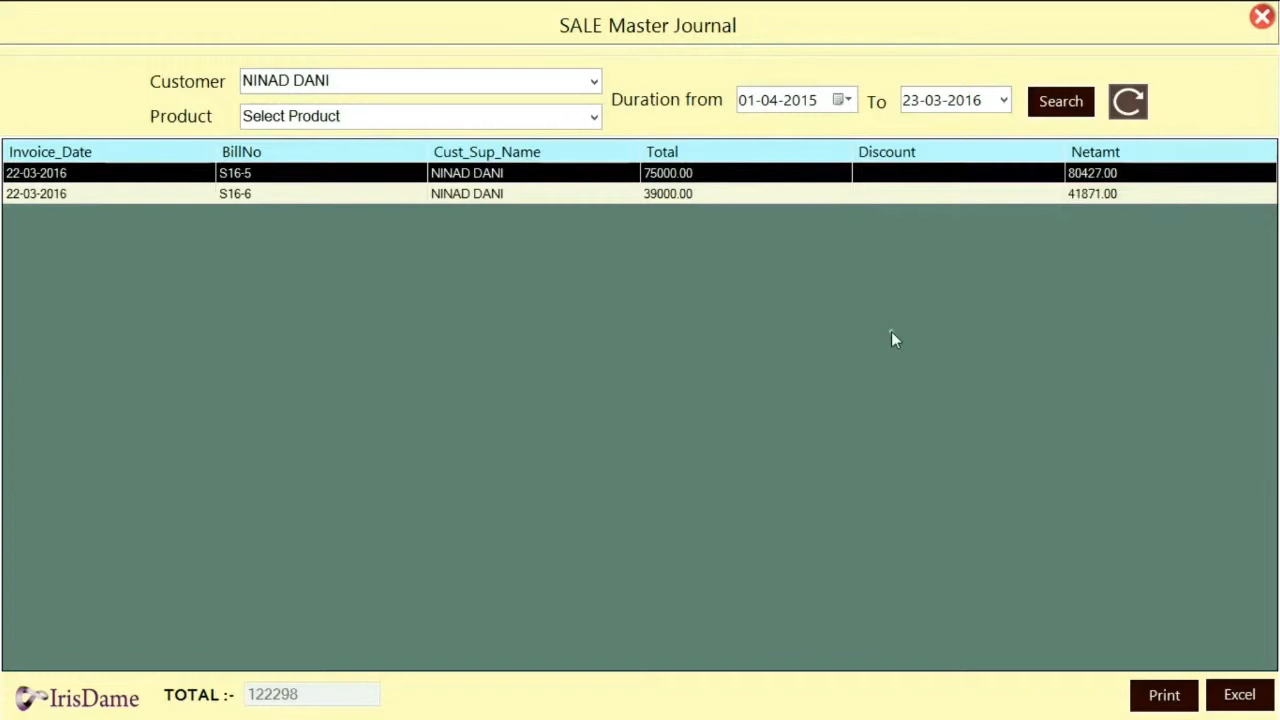 SALE Master Journal
Customer NINAD DANI
Duration from 01-04-2015 To 23-03-2016 Search
Product Select Product
Invoice_Date BillNo Cust_Sup_Name Total Discount Netamt
22-03-2016 S16-5 NINAD DANI 75000.00 80427.00
22-03-2016 S16-6 NINAD DANI 39000.00 41871.00
IrisDame TOTAL :- 122298 Print Excel